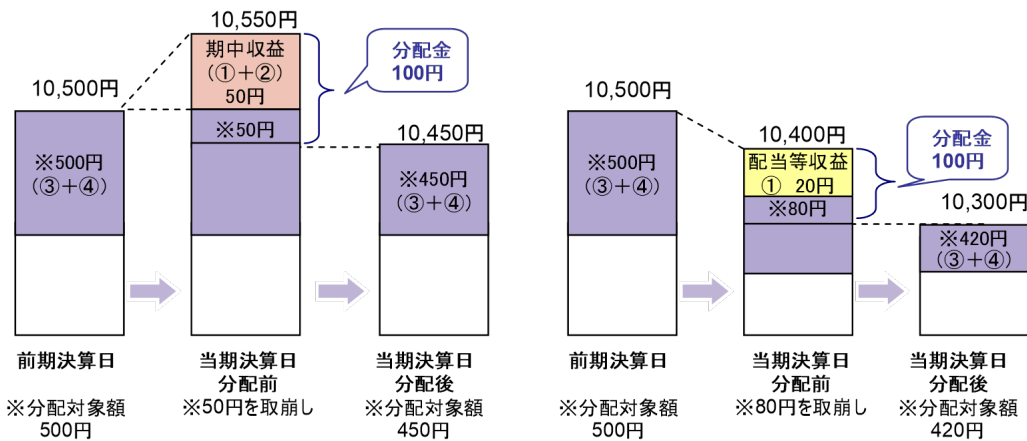 10,550円
期中収益
(①+②)
50円
分配金
100円
10,500円
※50円
10,450円
※500円
(③+④)
※450円
(③+④)
前期決算日
当期決算日
分配前
当期決算日
分配後
※分配対象額
500円
※50円を取崩し
※分配対象額
450円
10,500円
10,400円
分配金
100円
※500円
(③+④)
配当等収益
① 20円
※80円
10,300円
※420円
(③+④)
前期決算日
当期決算日
分配前
当期決算日
分配後
※分配対象額
500円
※80円を取崩し
※分配対象額
420円